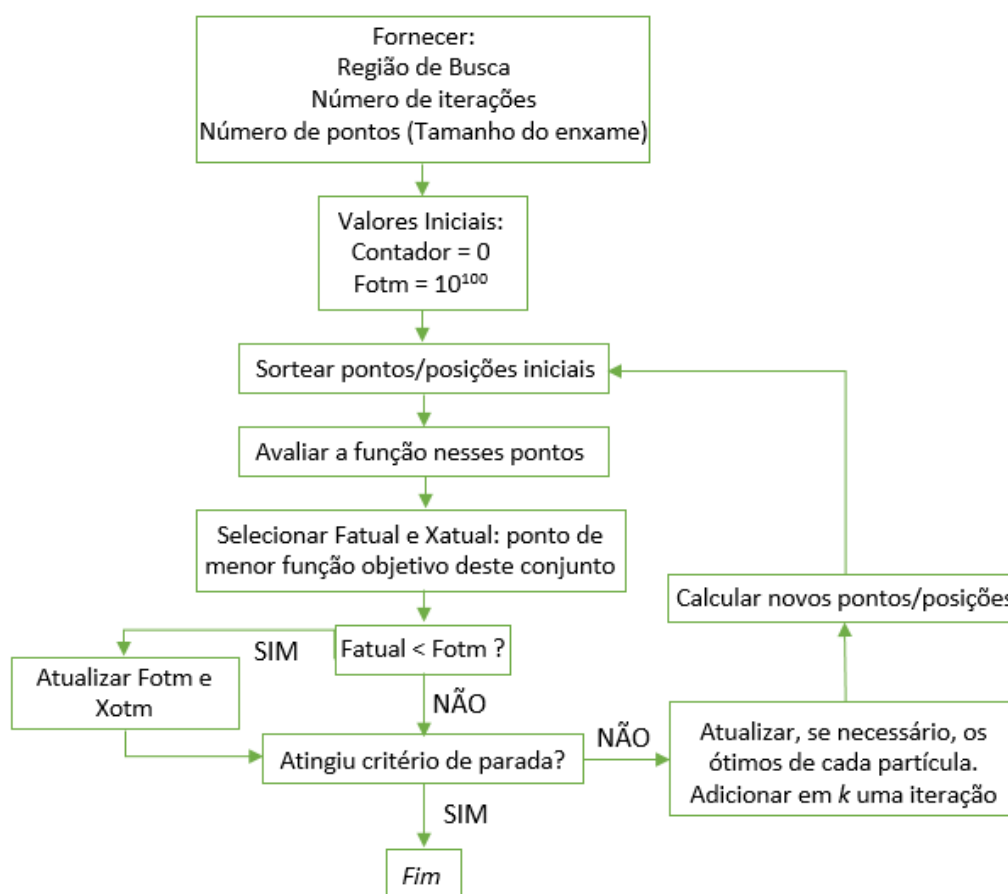 Fornecer:
Região de Busca
Número de iterações
Número de pontos (Tamanho do enxame)
Valores Iniciais:
Contador = 0
Fotm = 10¹⁰⁰
Sortear pontos/posições iniciais
Avaliar a função nesses pontos
Selecionar Fatual e Xatual: ponto de
menor função objetivo deste conjunto
Fatual < Fotm ?
SIM
Atualizar Fotm e
Xotm
NÃO
Atingiu critério de parada?
NÃO
Atualizar, se necessário, os
ótimos de cada partícula.
Adicionar em k uma iteração
Calcular novos pontos/posições
SIM
Fim